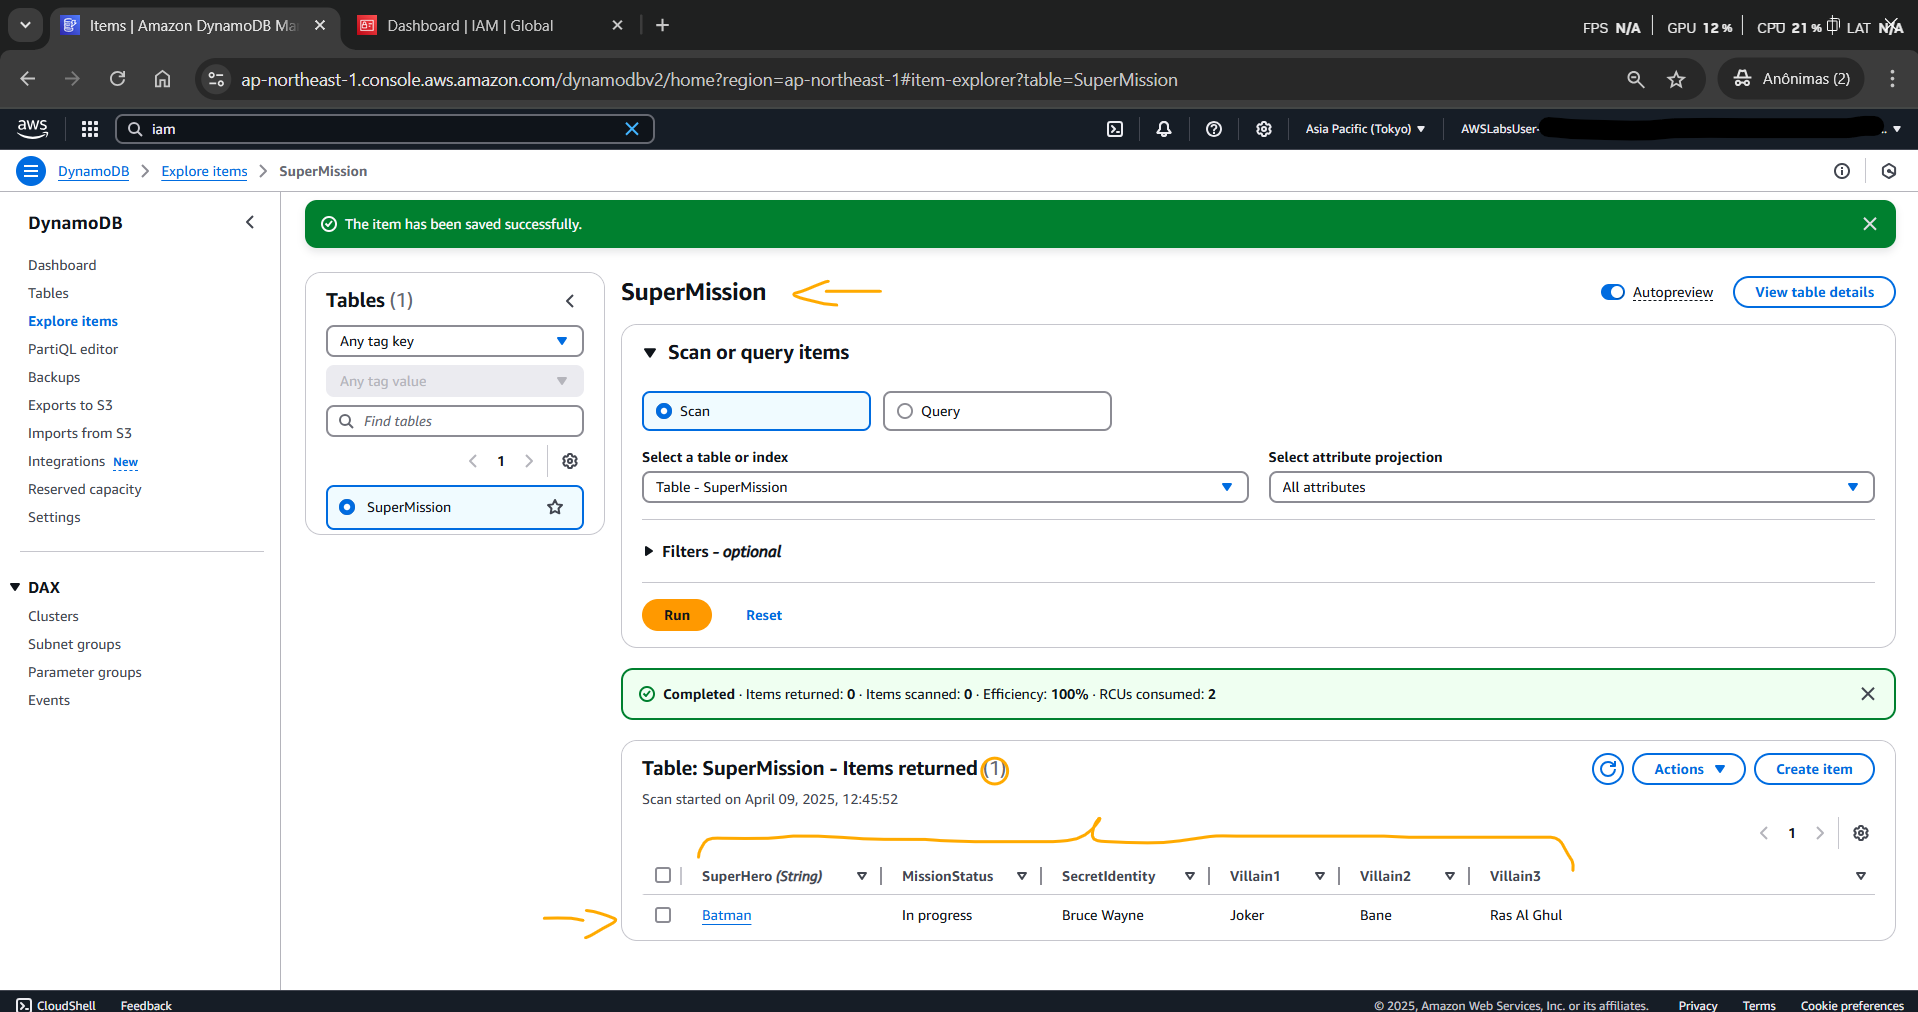 Items | Amazon DynamoDB Ma
Dashboard | IAM | Global
FPS N/A GPU 12 % CPU 21 % LAT N/A
ap-northeast-1.console.aws.amazon.com/dynamodbv2/home?region=ap-northeast-1#item-explorer?table=SuperMission
Anônimas (2)
aws
iam
Asia Pacific (Tokyo)
AWSLabsUser-
DynamoDB
Explore items
SuperMission
DynamoDB
Dashboard
Tables
Explore items
PartiQL editor
Backups
Exports to S3
Imports from S3
Integrations New
Reserved capacity
Settings
DAX
Clusters
Subnet groups
Parameter groups
Events
The item has been saved successfully.
Tables (1)
Any tag key
Any tag value
Find tables
1
SuperMission
SuperMission
Autopreview
View table details
Scan or query items
Scan
Query
Select a table or index
Table - SuperMission
Select attribute projection
All attributes
Filters - optional
Run
Reset
Completed · Items returned: 0 · Items scanned: 0 · Efficiency: 100% · RCUs consumed: 2
Table: SuperMission - Items returned (1)
Scan started on April 09, 2025, 12:45:52
Actions
Create item
1
SuperHero (String) MissionStatus SecretIdentity Villain1 Villain2 Villain3
Batman In progress Bruce Wayne Joker Bane Ras Al Ghul
CloudShell
Feedback
© 2025, Amazon Web Services, Inc. or its affiliates.
Privacy
Terms
Cookie preferences